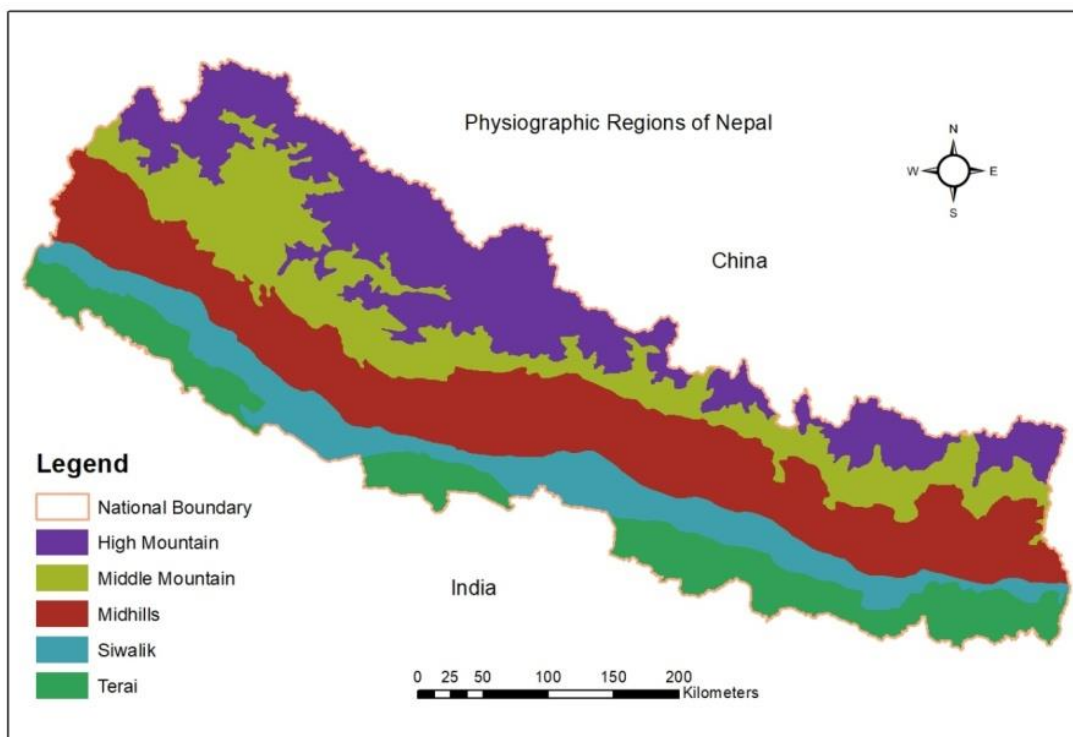 Physiographic Regions of Nepal
N
W E
S
China
Legend
National Boundary
High Mountain
Middle Mountain
Midhills
Siwalik
Terai
India
0 25 50 100 150 200
Kilometers